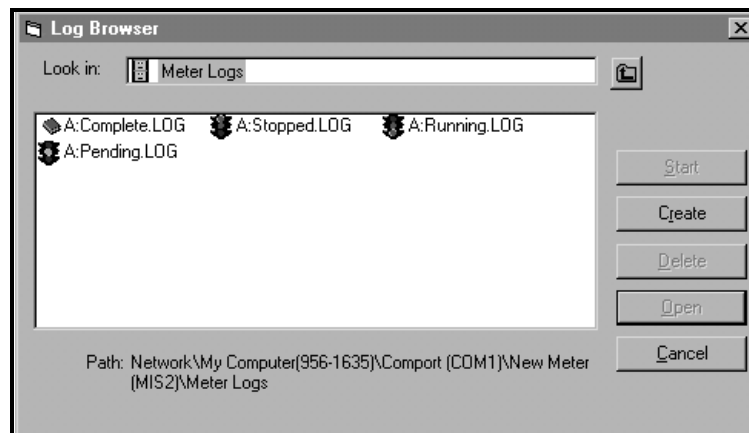 Log Browser
Look in: Meter Logs
A:Complete.LOG A:Stopped.LOG A:Running.LOG
A:Pending.LOG
Start
Create
Delete
Open
Cancel
Path: Network\My Computer(956-1635)\Comport (COM1)\New Meter
(MIS2)\Meter Logs